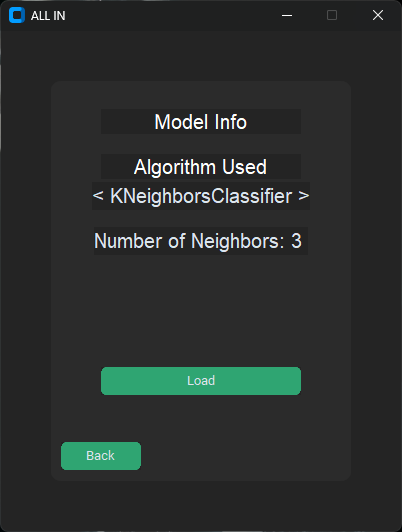 ALL IN
Model Info
Algorithm Used
< KNeighborsClassifier >
Number of Neighbors: 3
Load
Back